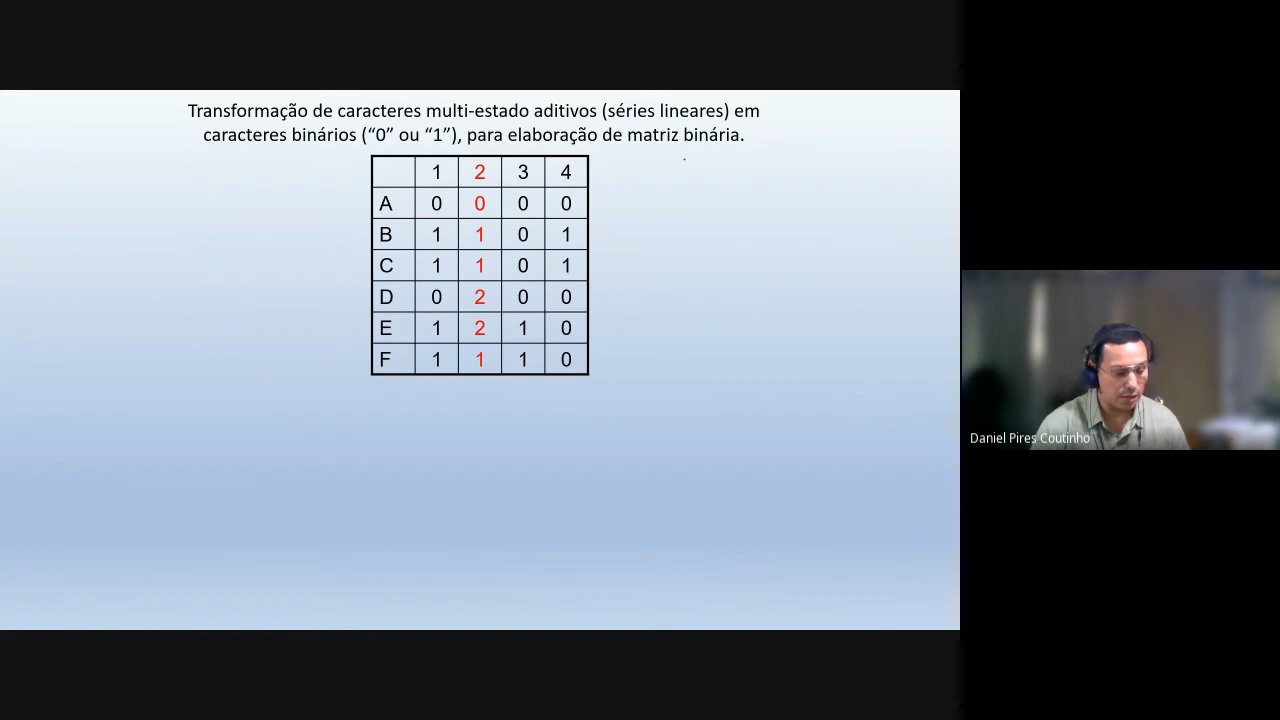 Transformação de caracteres multi-estado aditivos (séries lineares) em
caracteres binários (“0” ou “1”), para elaboração de matriz binária.
1 2 3 4
A 0 0 0 0
B 1 1 0 1
C 1 1 0 1
D 0 2 0 0
E 1 2 1 0
F 1 1 1 0
Daniel Pires Coutinho